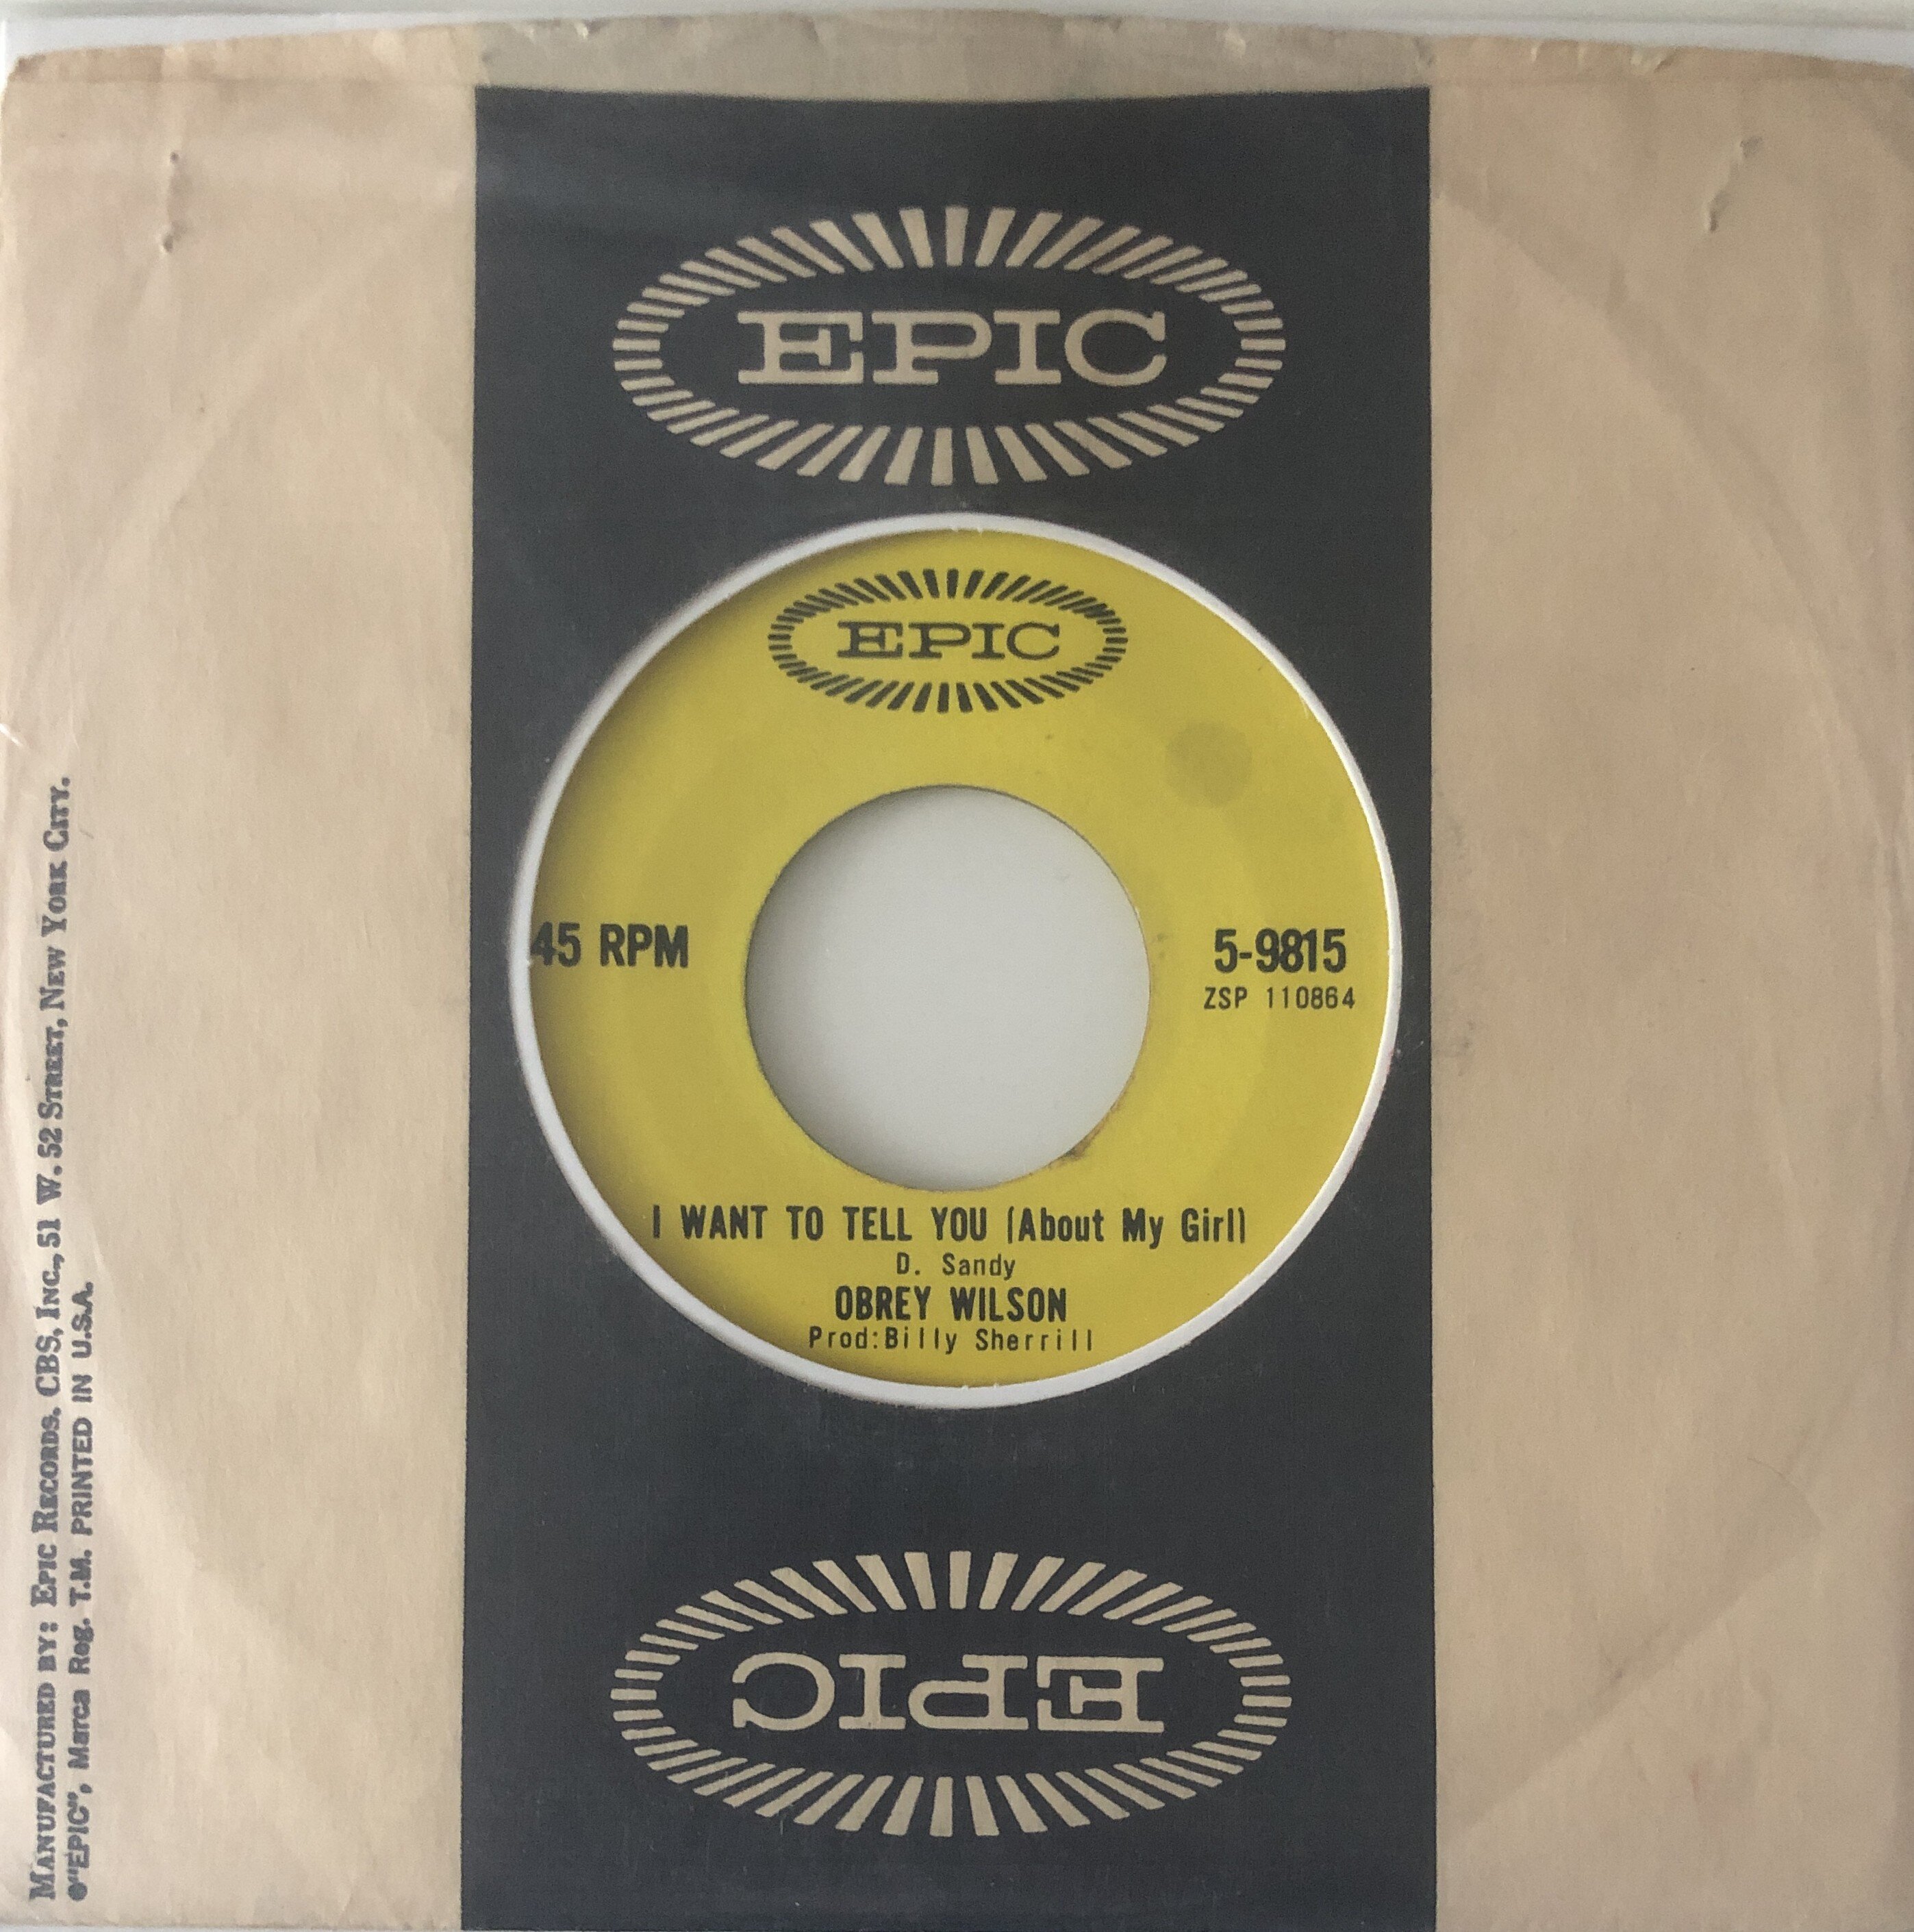 EPIC
EPIC
45 RPM
5-9815
ZSP 110864
I WANT TO TELL YOU (About My Girl)
D. Sandy
OBREY WILSON
Prod:Billy Sherrill
EPIC
MANUFACTURED BY: EPIC RECORDS. CBS, INC., 51 W. 52 STREET, NEW YORK CITY.
®"EPIC", Marca Reg. T.M. PRINTED IN U.S.A.